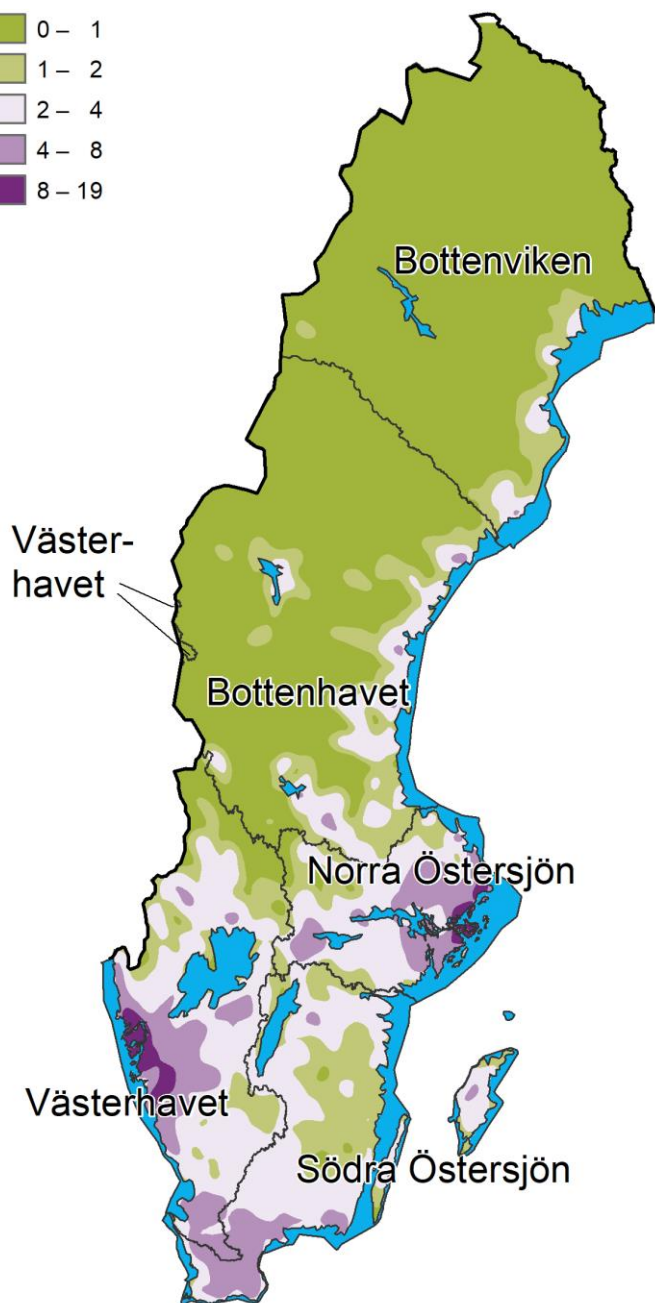 0 – 1
1 – 2
2 – 4
4 – 8
8 – 19
Bottenviken
Väster-
havet
Bottenhavet
Norra Östersjön
Västerhavet
Södra Östersjön